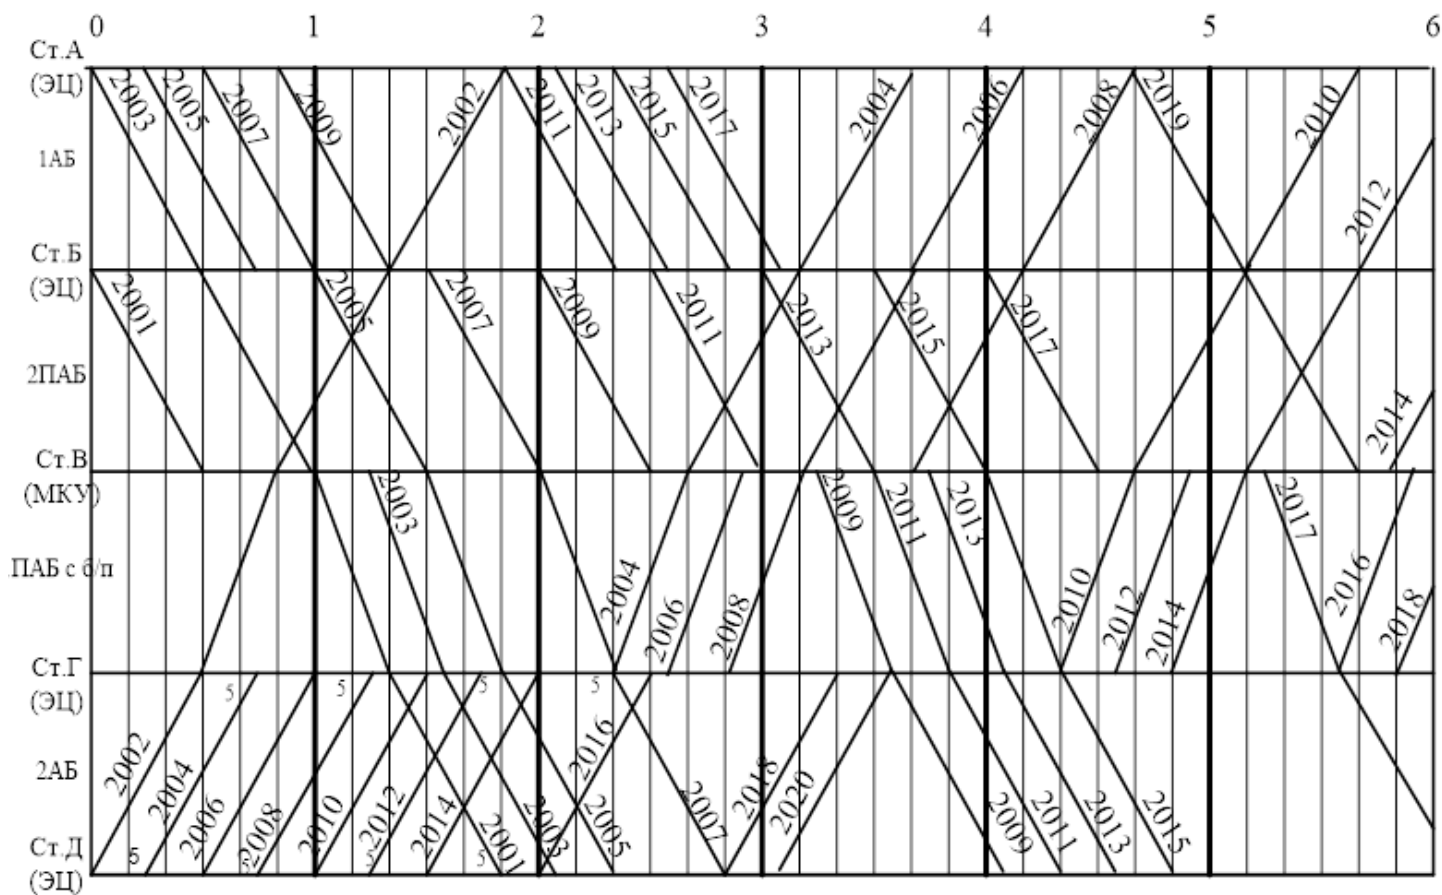 0 1 2 3 4 5 6
Ст.А
(ЭЦ)
2003 2005 2007 2009 2002 2011 2013 2015 2017 2004 2006 2008 2019 2010
1АБ
2012
Ст.Б
(ЭЦ)
2001 2005 2007 2009 2011 2013 2015 2017
2ПАБ
2014
Ст.В
(МКУ)
2003 2009 2011 2013 2017
ПАБ с б/п
2004 2006 2008 2010 2012 2014 2016 2018
Ст.Г
(ЭЦ)
5 5 5 5
2АБ
2002 2004 2006 2008 2010 2012 2014 2016 2018 2020
2001 2003 2005 2007 2009 2011 2013 2015
Ст.Д
5 5 5 5
(ЭЦ)